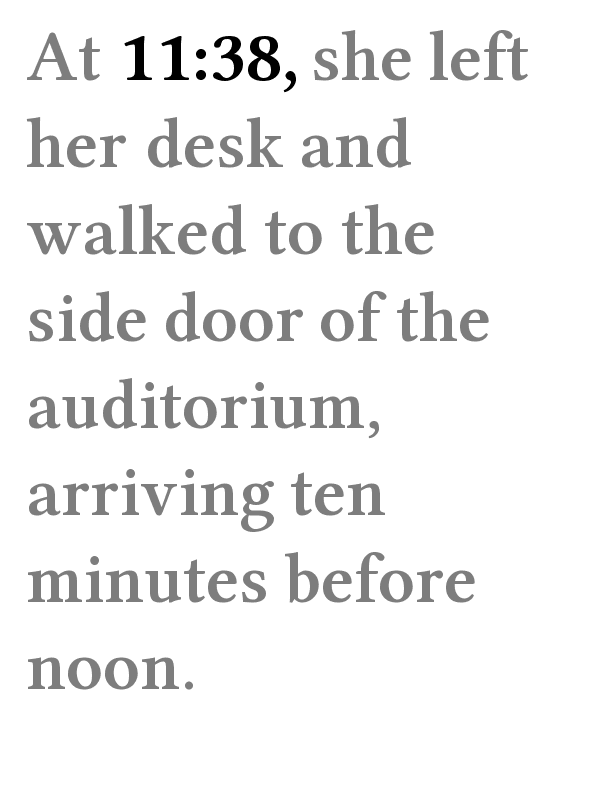 At 11:38, she left
her desk and
walked to the
side door of the
auditorium,
arriving ten
minutes before
noon.